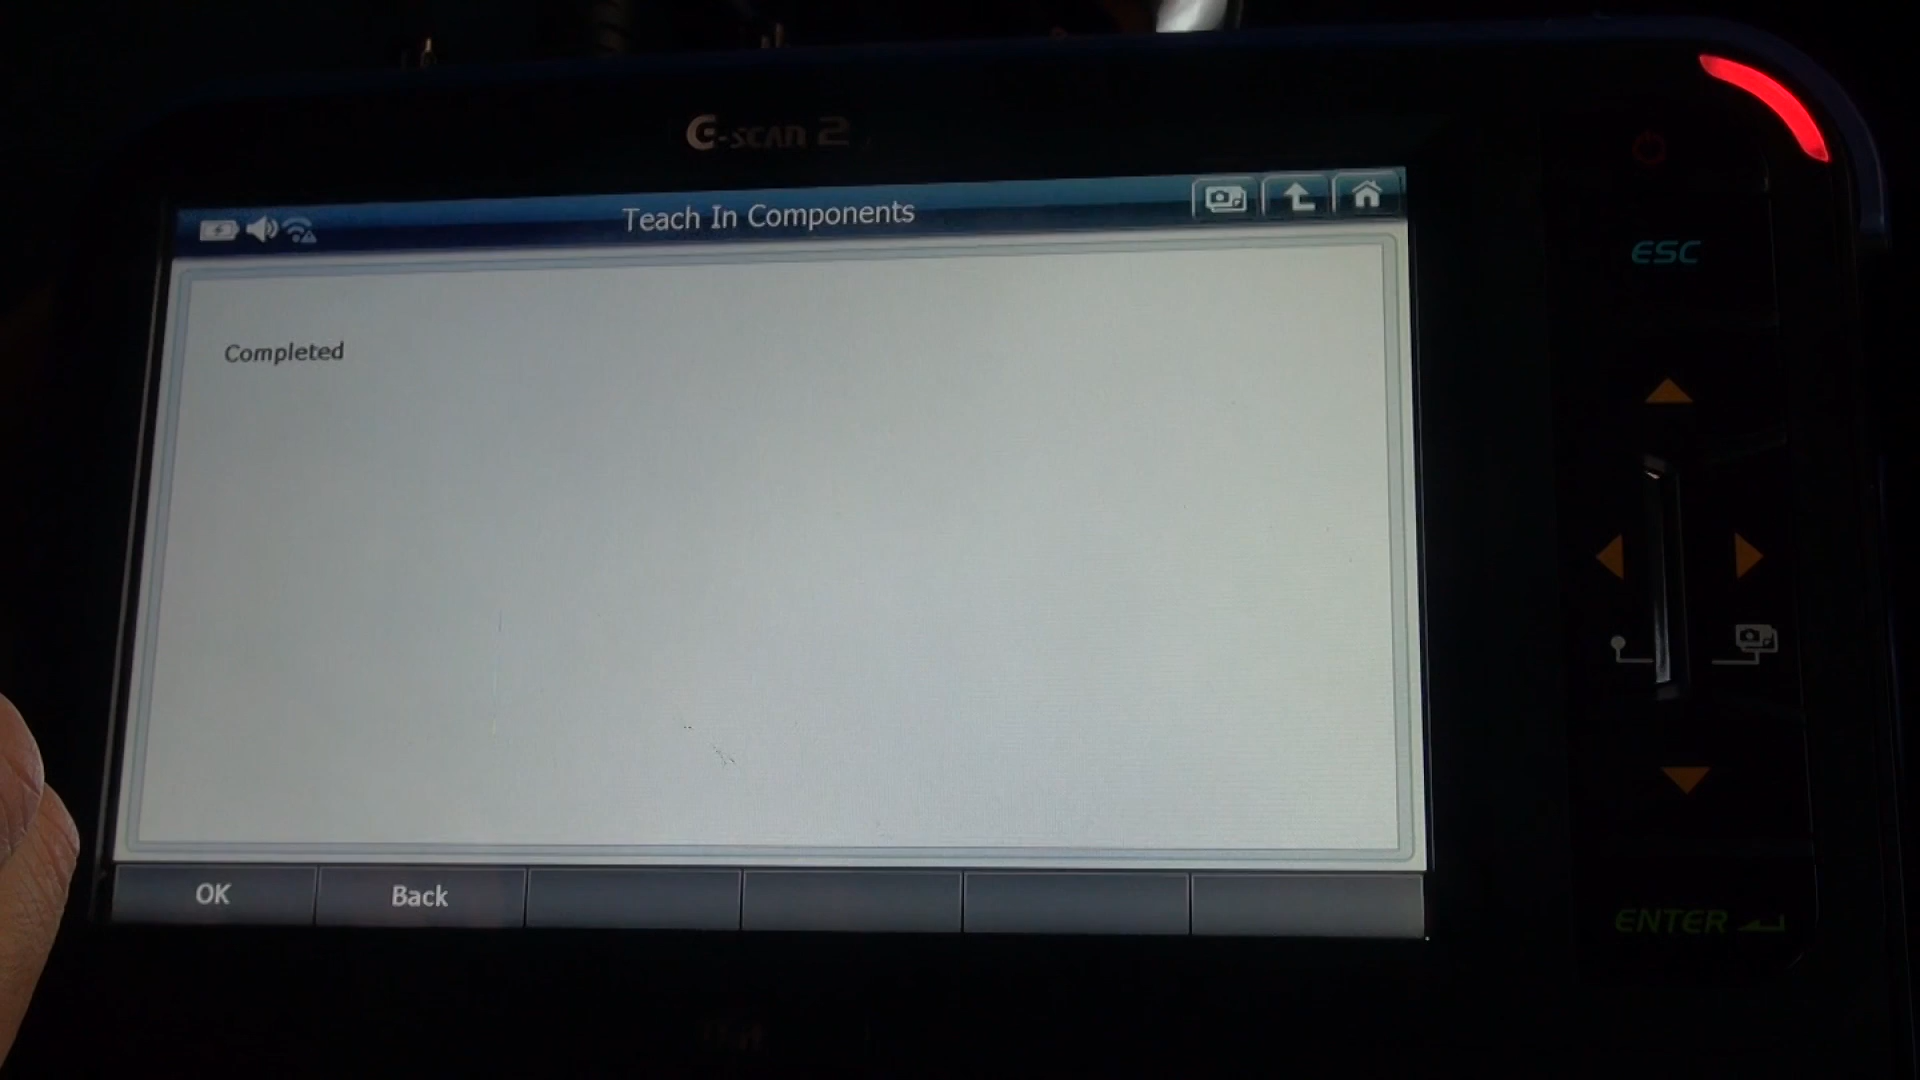 G-scan 2
Teach In Components
ESC
Completed
OK
Back
ENTER